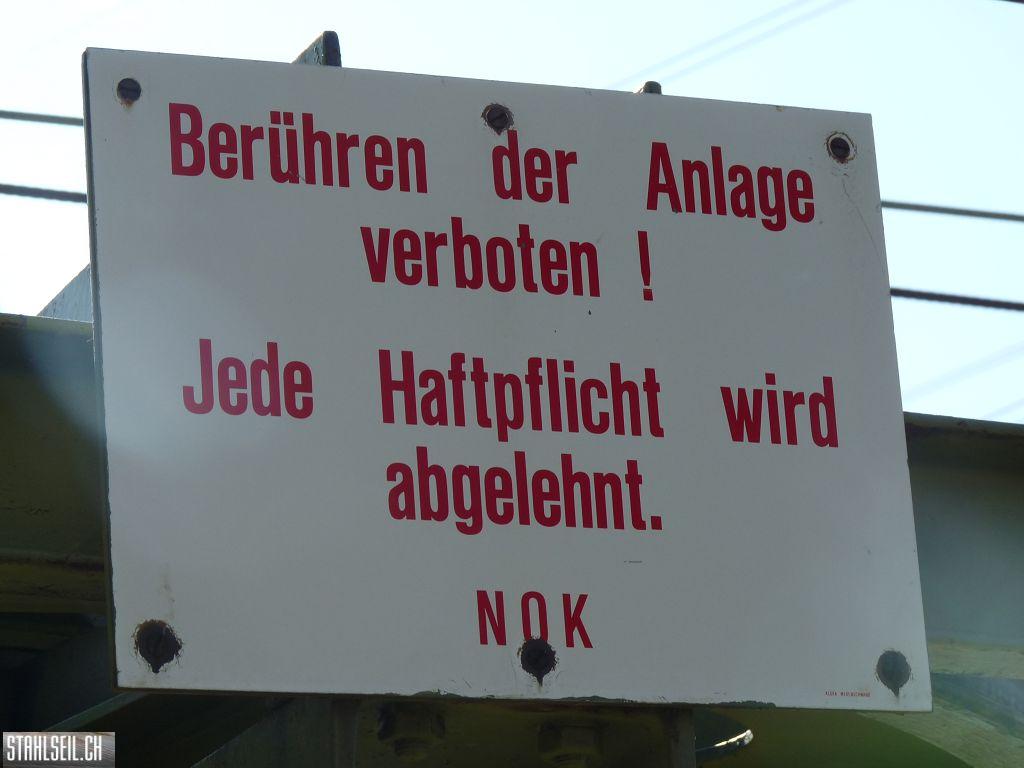 Berühren der Anlage
verboten !
Jede Haftpflicht wird
abgelehnt.
NOK
STAHLSEIL.CH